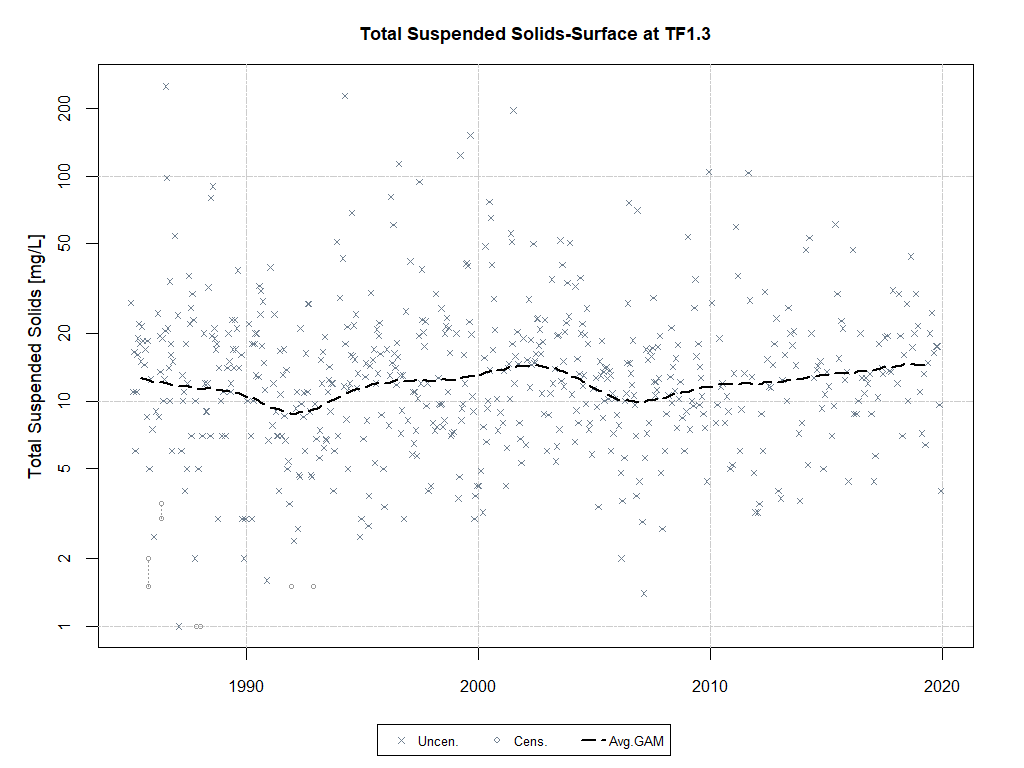 Total Suspended Solids-Surface at TF1.3
Total Suspended Solids [mg/L]
200
100
50
20
10
5
2
1
1990 2000 2010 2020
Uncen. Cens. Avg.GAM